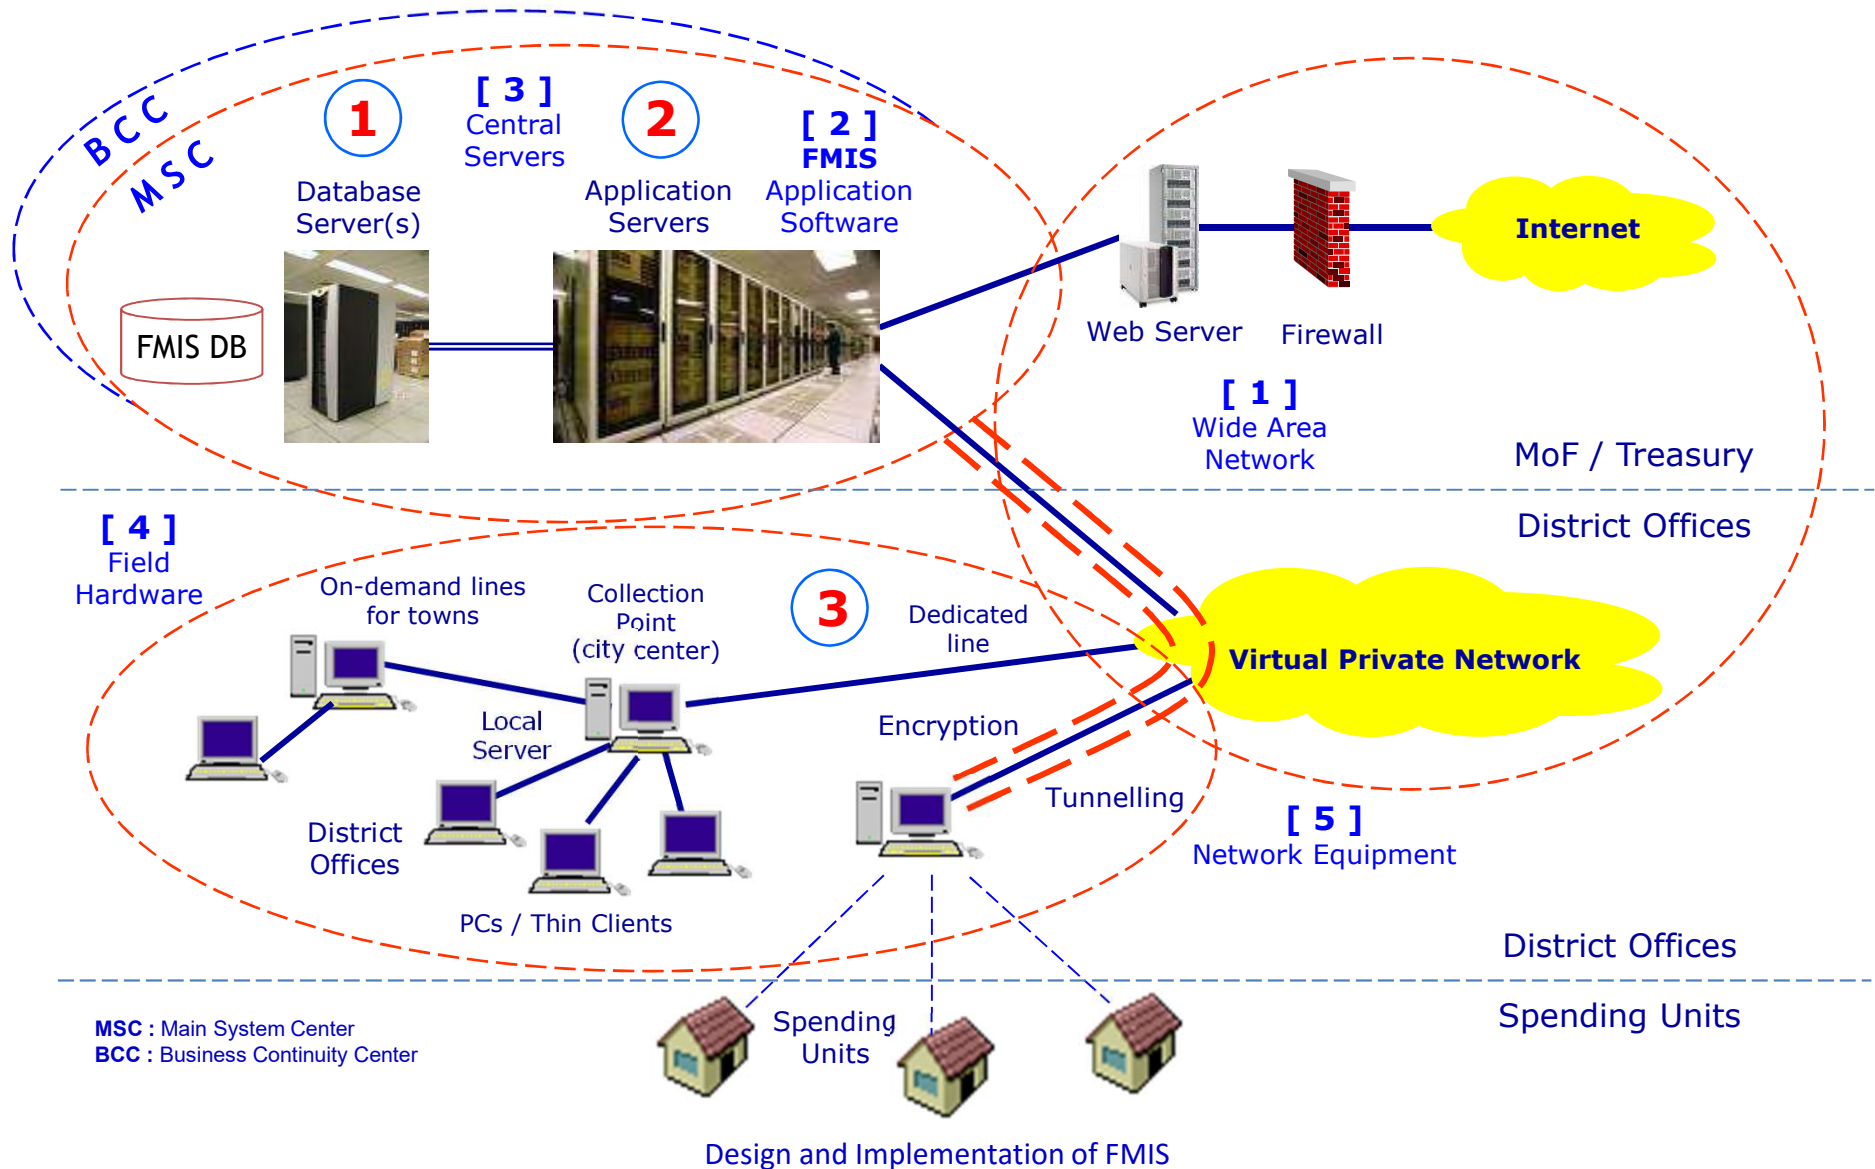 BCC
MSC
1
[ 3 ]
Central
Servers
2
[ 2 ]
FMIS
Application
Software
Database
Server(s)
Application
Servers
FMIS DB
Internet
Web Server
Firewall
[ 1 ]
Wide Area
Network
MoF / Treasury
District Offices
[ 4 ]
Field
Hardware
On-demand lines
for towns
Collection
Point
(city center)
3
Dedicated
line
Virtual Private Network
Local
Server
Encryption
Tunnelling
District
Offices
PCs / Thin Clients
[ 5 ]
Network Equipment
District Offices
Spending Units
MSC : Main System Center
BCC : Business Continuity Center
Spending
Units
Design and Implementation of FMIS